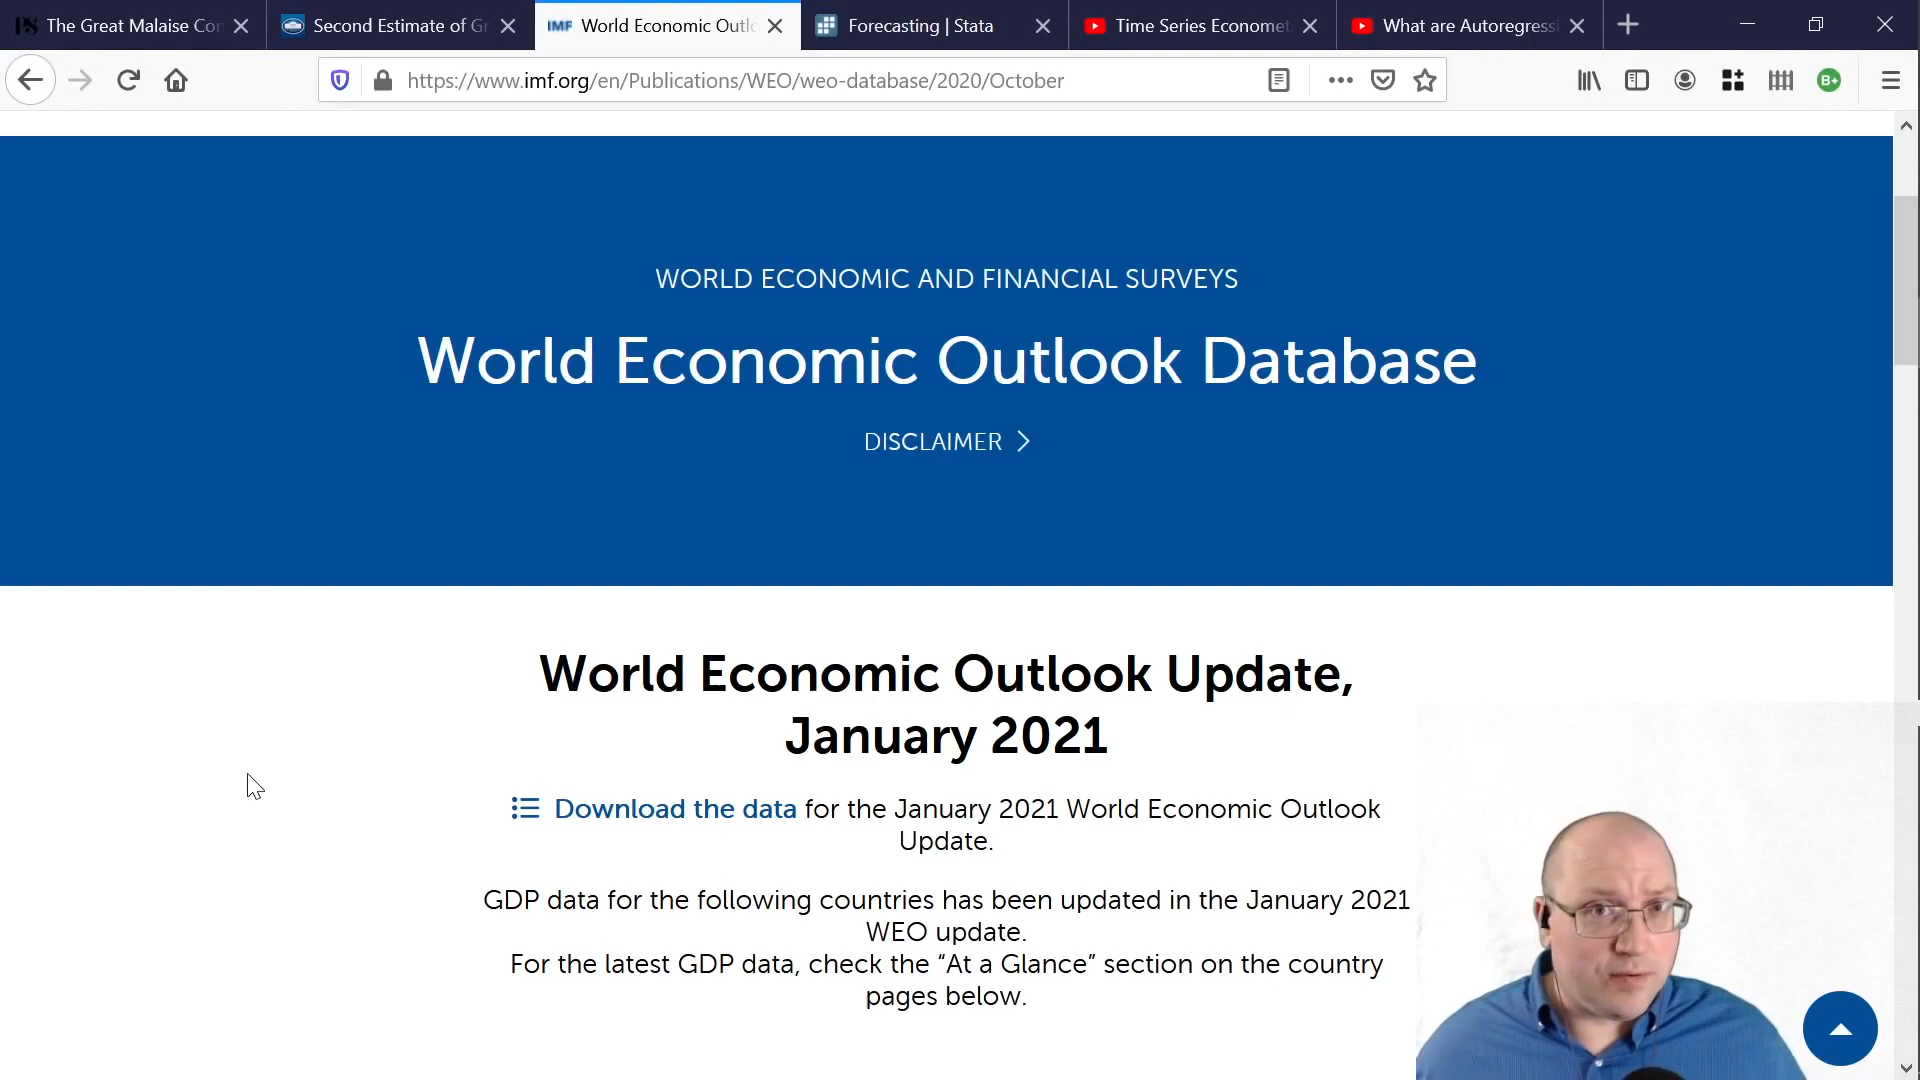 The Great Malaise Co
Second Estimate of G
IMF World Economic Outl
Forecasting | Stata
Time Series Economet
What are Autoregress
https://www.imf.org/en/Publications/WEO/weo-database/2020/October
B+
WORLD ECONOMIC AND FINANCIAL SURVEYS
World Economic Outlook Database
DISCLAIMER
World Economic Outlook Update,
January 2021
Download the data for the January 2021 World Economic Outlook
Update.
GDP data for the following countries has been updated in the January 2021
WEO update.
For the latest GDP data, check the “At a Glance” section on the country
pages below.